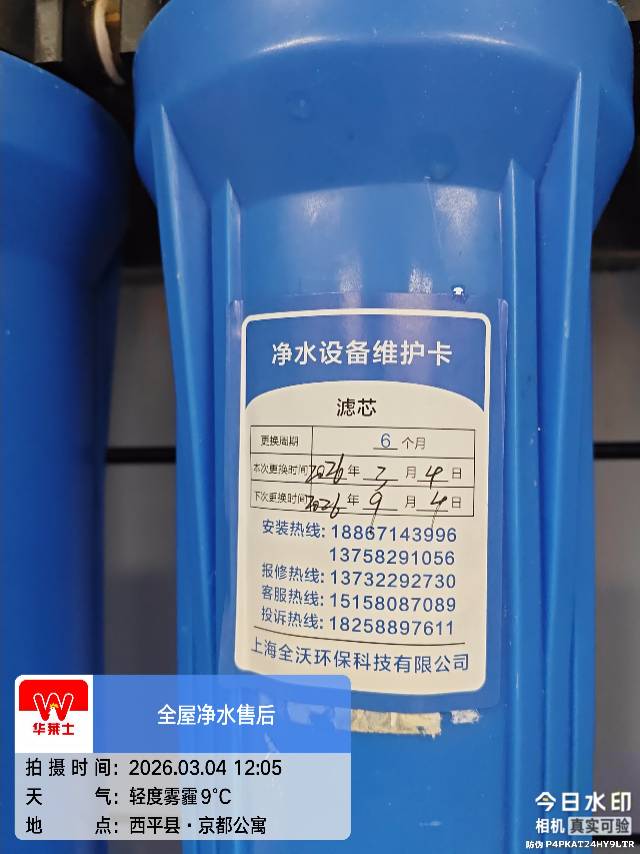 净水设备维护卡
滤芯
更换周期 6 个月
本次更换时间 2026 年 3 月 4 日
下次更换时间 2026 年 9 月 4 日
安装热线: 18867143996
13758291056
报修热线: 13732292730
客服热线: 15158087089
投诉热线: 18258897611
上海全沃环保科技有限公司
华莱士
全屋净水售后
拍摄时间: 2026.03.04 12:05
天气: 轻度雾霾 9℃
地点: 西平县·京都公寓
今日水印
相机 真实可验
防伪 P4PKAT24HY9LTR